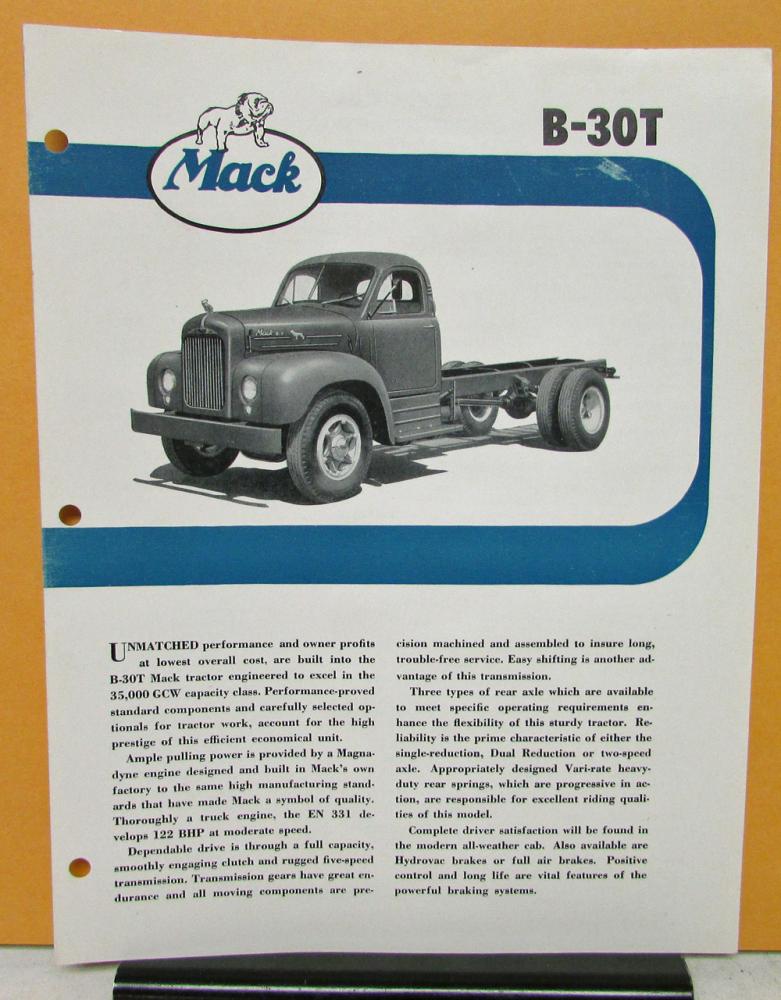 Mack
B-30T
Mack
UNMATCHED performance and owner profits
at lowest overall cost, are built into the
B-30T Mack tractor engineered to excel in the
35,000 GCW capacity class. Performance-proved
standard components and carefully selected op-
tionals for tractor work, account for the high
prestige of this efficient economical unit.
Ample pulling power is provided by a Magna-
dyne engine designed and built in Mack's own
factory to the same high manufacturing stand-
ards that have made Mack a symbol of quality.
Thoroughly a truck engine, the EN 331 de-
velops 122 BHP at moderate speed.
Dependable drive is through a full capacity,
smoothly engaging clutch and rugged five-speed
transmission. Transmission gears have great en-
durance and all moving components are pre-
cision machined and assembled to insure long,
trouble-free service. Easy shifting is another ad-
vantage of this transmission.
Three types of rear axle which are available
to meet specific operating requirements en-
hance the flexibility of this sturdy tractor. Re-
liability is the prime characteristic of either the
single-reduction, Dual Reduction or two-speed
axle. Appropriately designed Vari-rate heavy-
duty rear springs, which are progressive in ac-
tion, are responsible for excellent riding quali-
ties of this model.
Complete driver satisfaction will be found in
the modern all-weather cab. Also available are
Hydrovac brakes or full air brakes. Positive
control and long life are vital features of the
powerful braking systems.